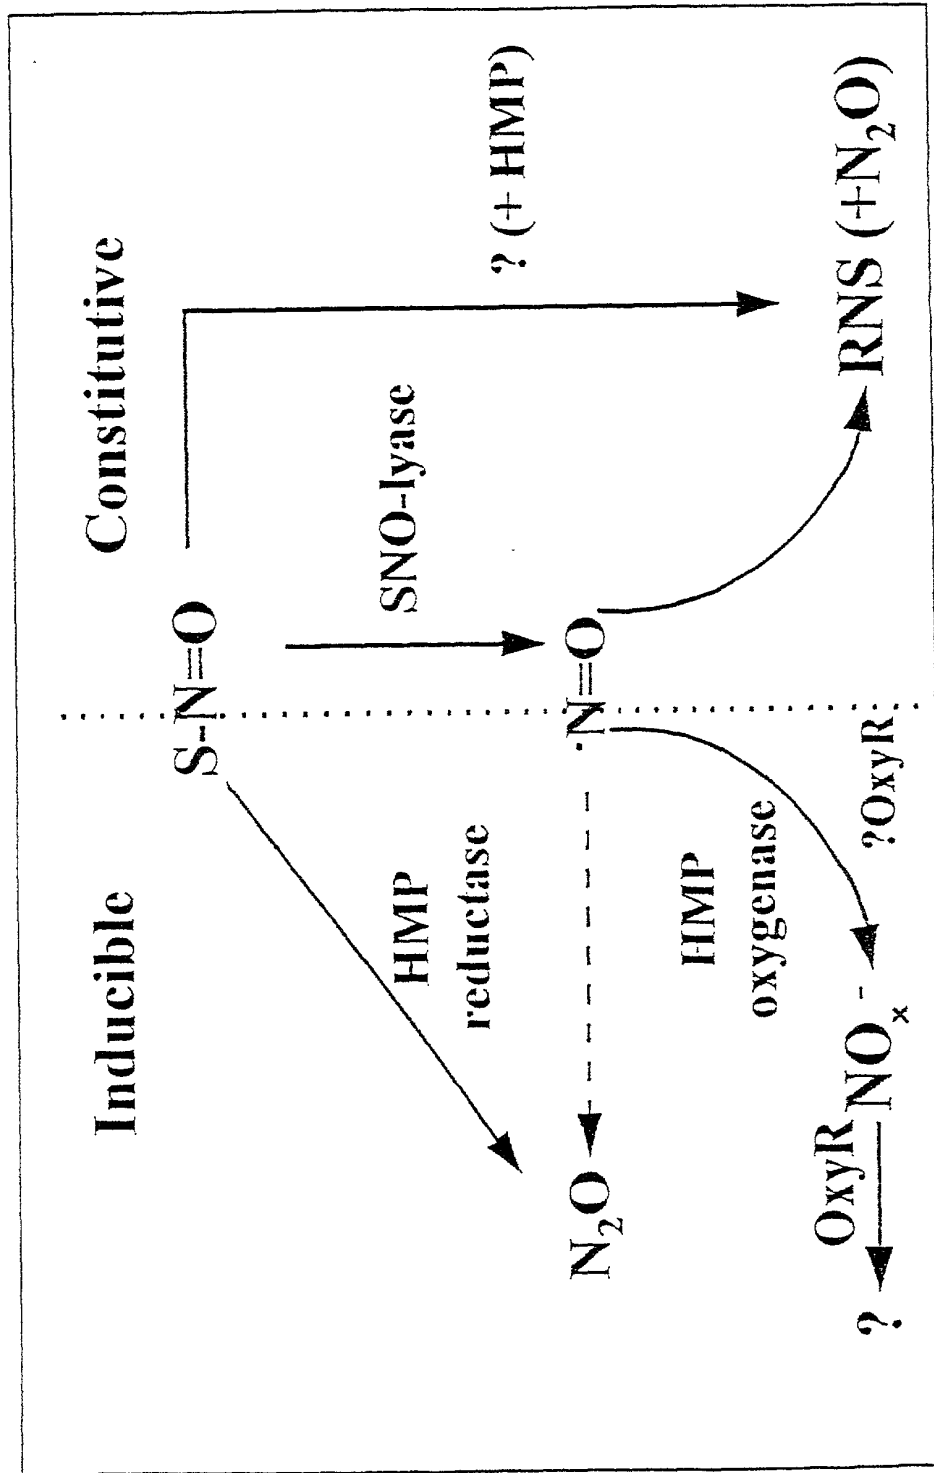 Inducible
Constitutive
S-N=O
HMP
reductase
SNO-lyase
? (+ HMP)
N₂O
·N=O
HMP
oxygenase
?OxyR
OxyR
?
NOₓ⁻
RNS (+N₂O)